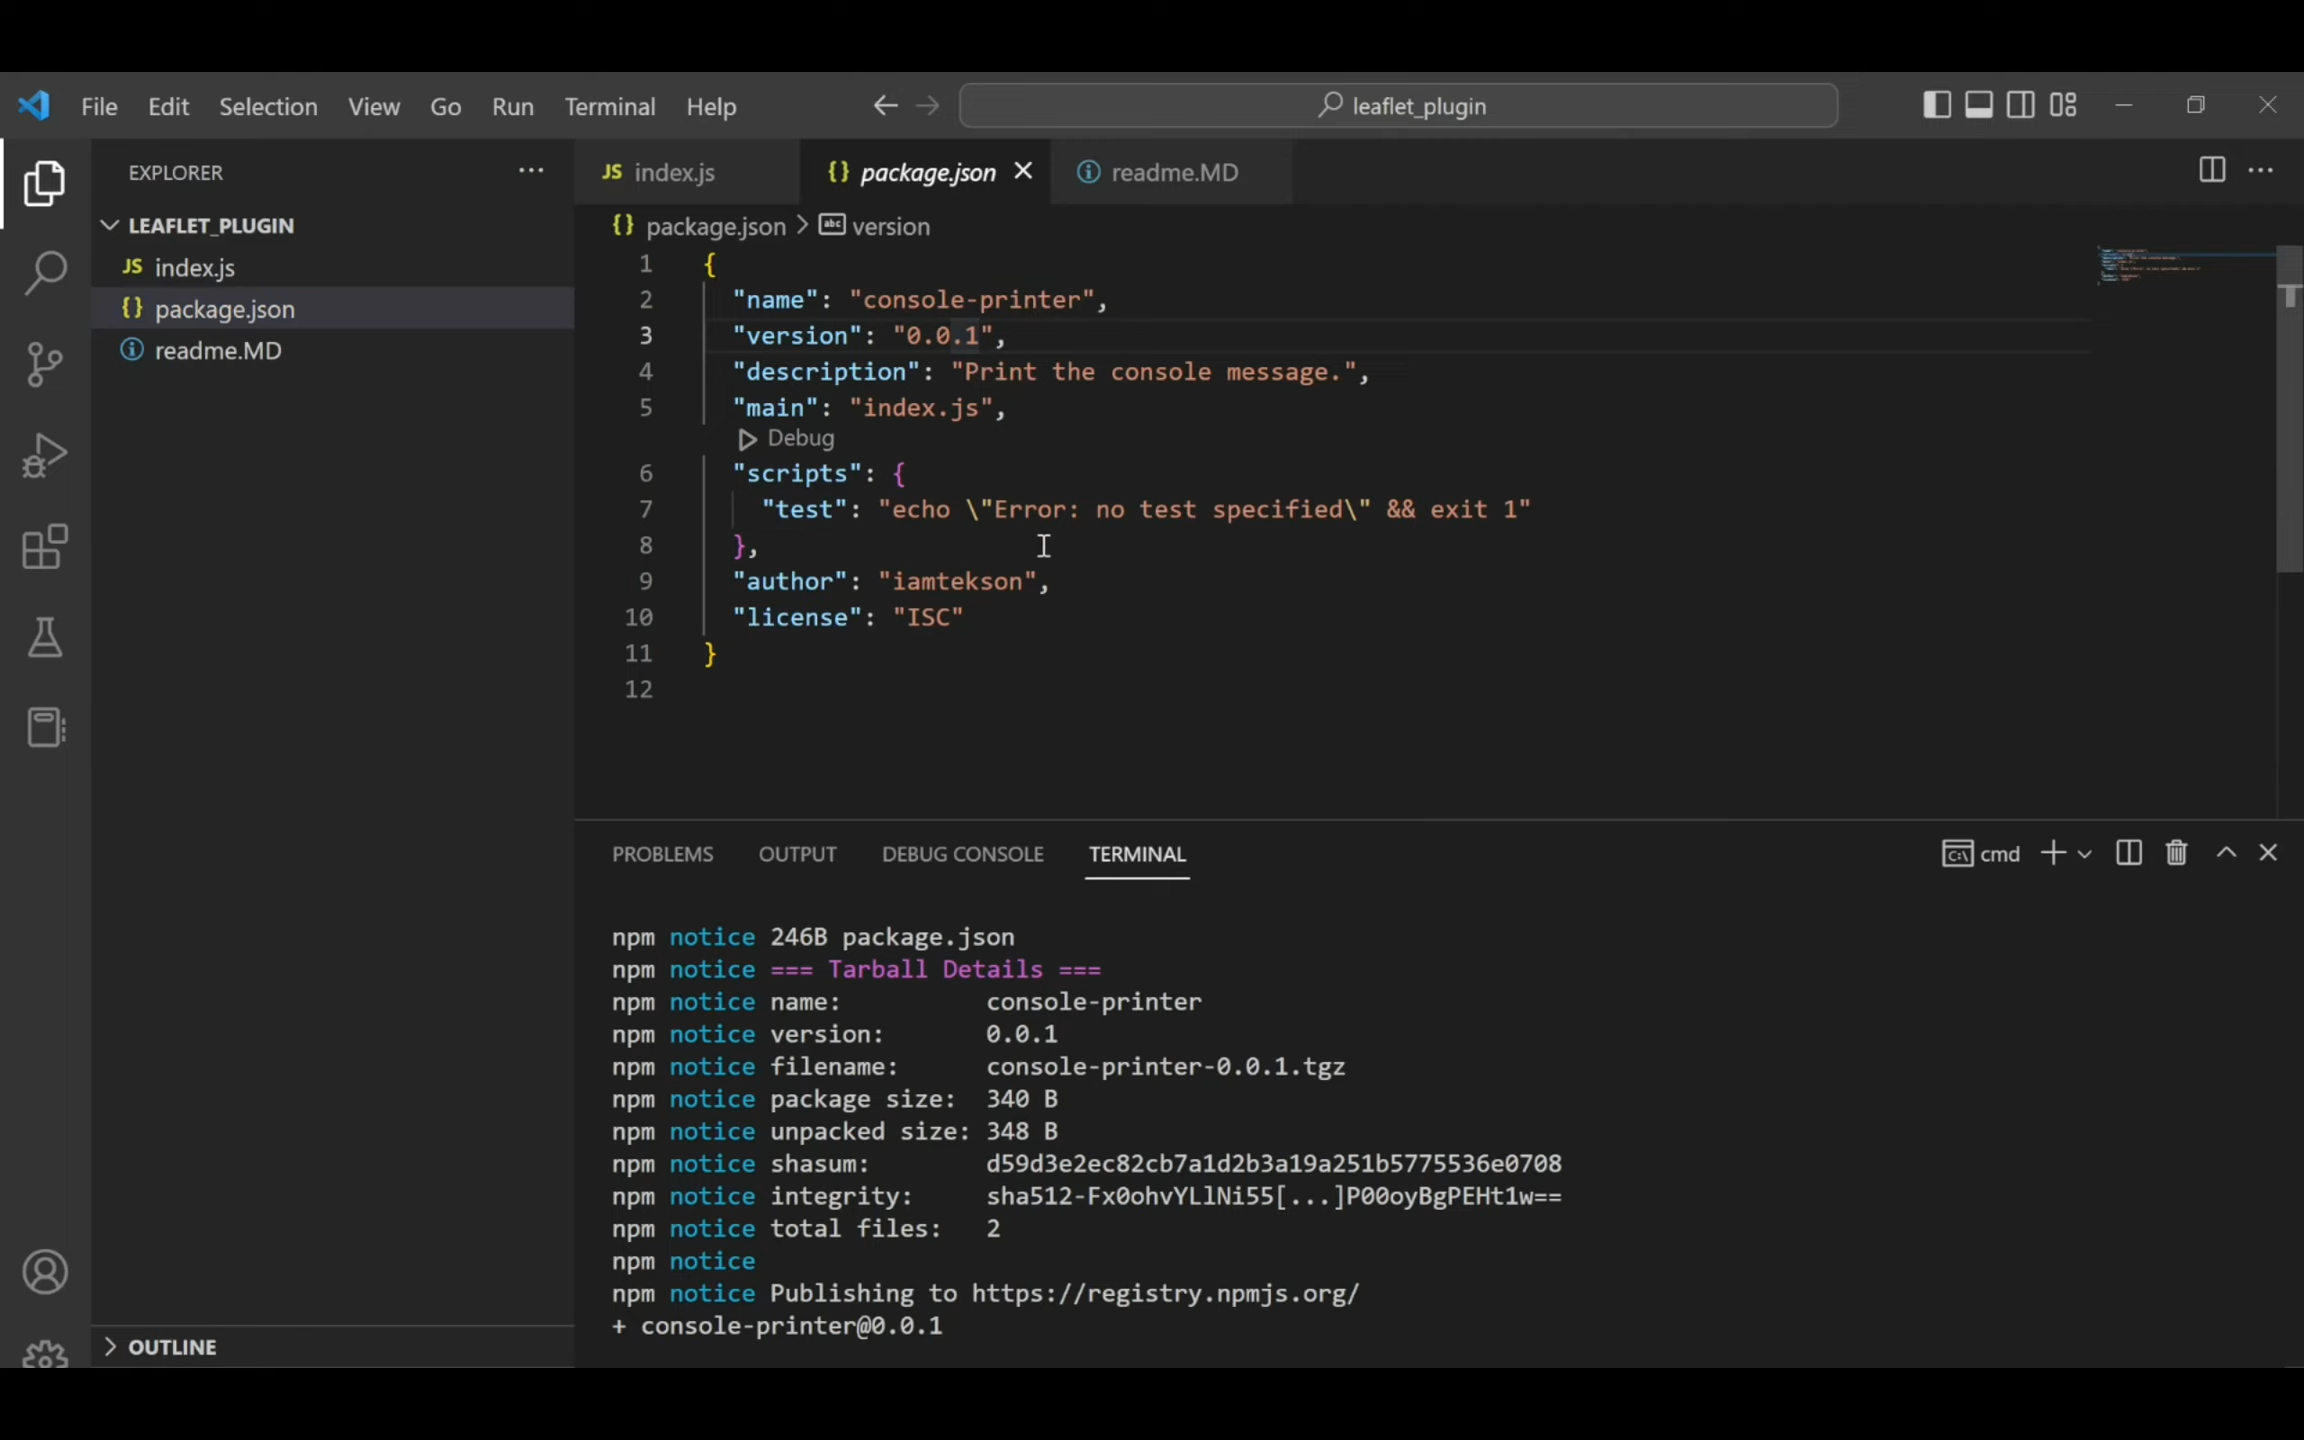 File Edit Selection View Go Run Terminal Help leaflet_plugin
EXPLORER ... JS index.js {} package.json readme.MD ...
LEAFLET_PLUGIN
JS index.js
{} package.json
readme.MD
{} package.json > abc version
1 {
2 "name": "console-printer",
3 "version": "0.0.1",
4 "description": "Print the console message.",
5 "main": "index.js",
Debug
6 "scripts": {
7 "test": "echo \"Error: no test specified\" && exit 1"
8 },
9 "author": "iamtekson",
10 "license": "ISC"
11 }
12
PROBLEMS OUTPUT DEBUG CONSOLE TERMINAL cmd
npm notice 246B package.json
npm notice === Tarball Details ===
npm notice name: console-printer
npm notice version: 0.0.1
npm notice filename: console-printer-0.0.1.tgz
npm notice package size: 340 B
npm notice unpacked size: 348 B
npm notice shasum: d59d3e2ec82cb7a1d2b3a19a251b5775536e0708
npm notice integrity: sha512-Fx0ohvYLlNi55[...]P00oyBgPEHt1w==
npm notice total files: 2
npm notice
npm notice Publishing to https://registry.npmjs.org/
+ console-printer@0.0.1
OUTLINE